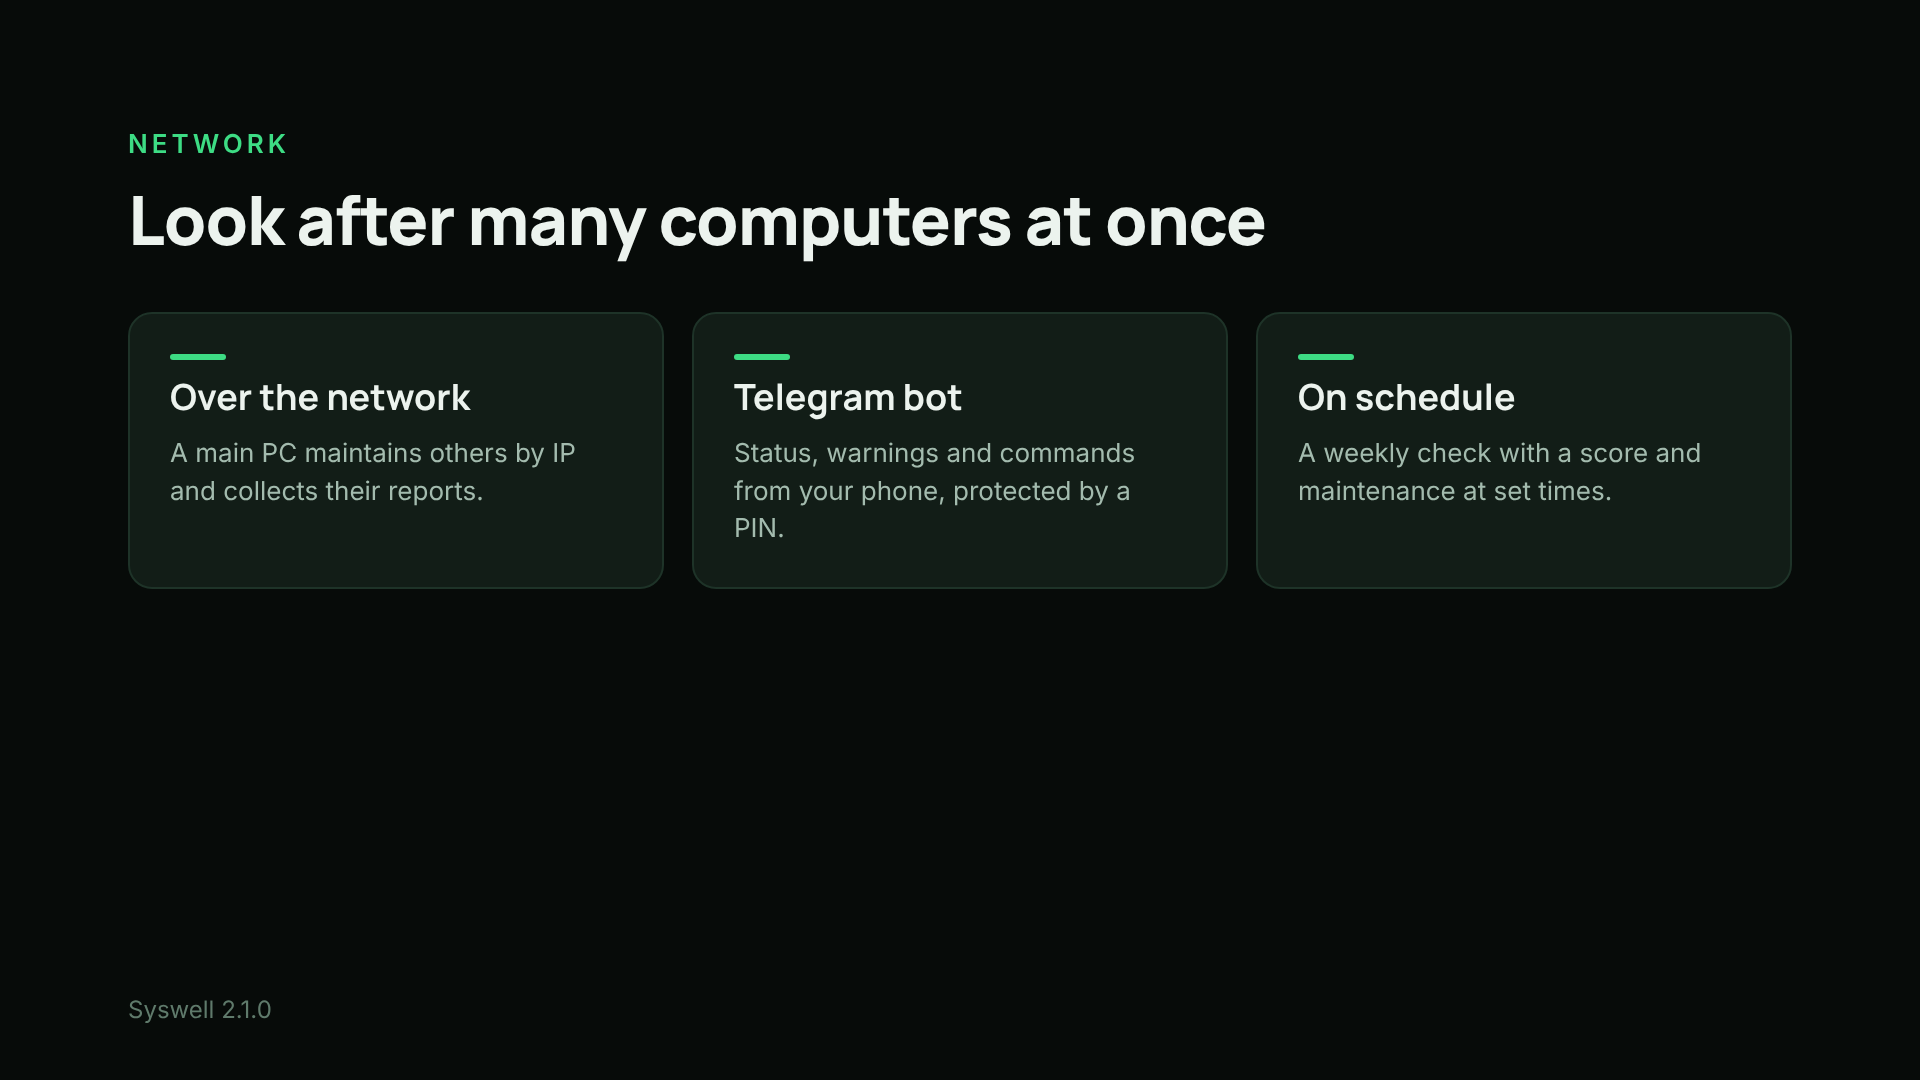 NETWORK
Look after many computers at once
Over the network
A main PC maintains others by IP
and collects their reports.
Telegram bot
Status, warnings and commands
from your phone, protected by a
PIN.
On schedule
A weekly check with a score and
maintenance at set times.
Syswell 2.1.0